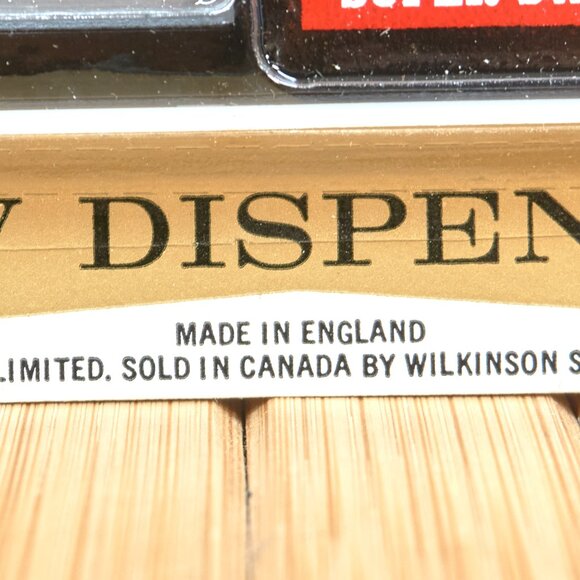 DISPEN
MADE IN ENGLAND
LIMITED. SOLD IN CANADA BY WILKINSON S